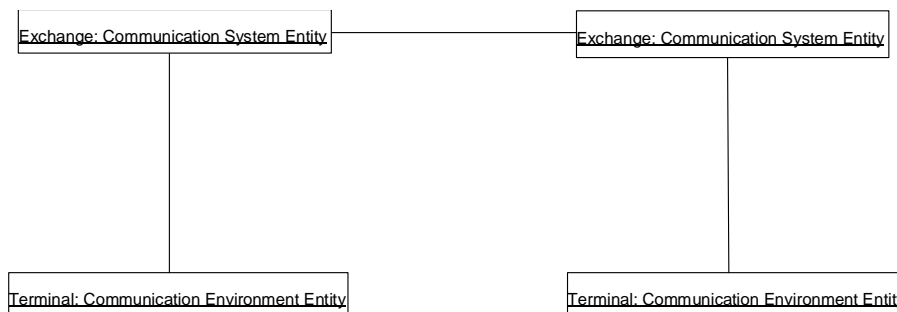 Exchange: Communication System Entity
Exchange: Communication System Entity
Terminal: Communication Environment Entity
Terminal: Communication Environment Entit